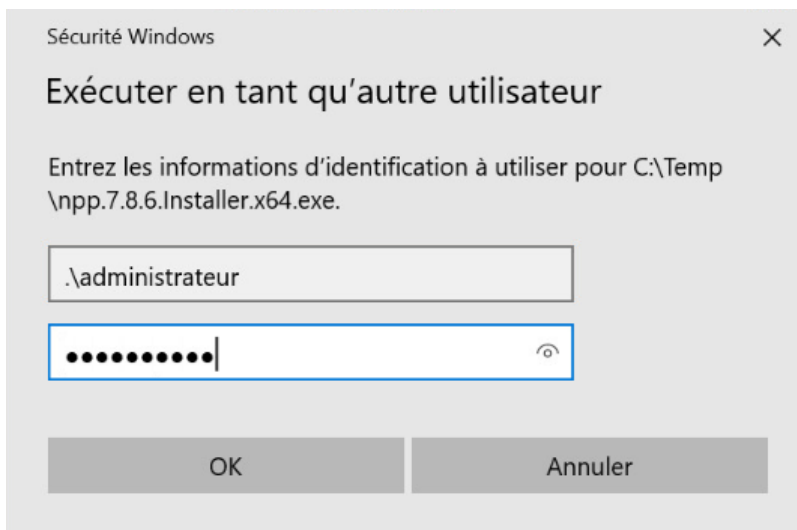 Sécurité Windows
Exécuter en tant qu'autre utilisateur
Entrez les informations d'identification à utiliser pour C:\Temp
\npp.7.8.6.Installer.x64.exe.
.\administrateur
●●●●●●●●●●
OK Annuler